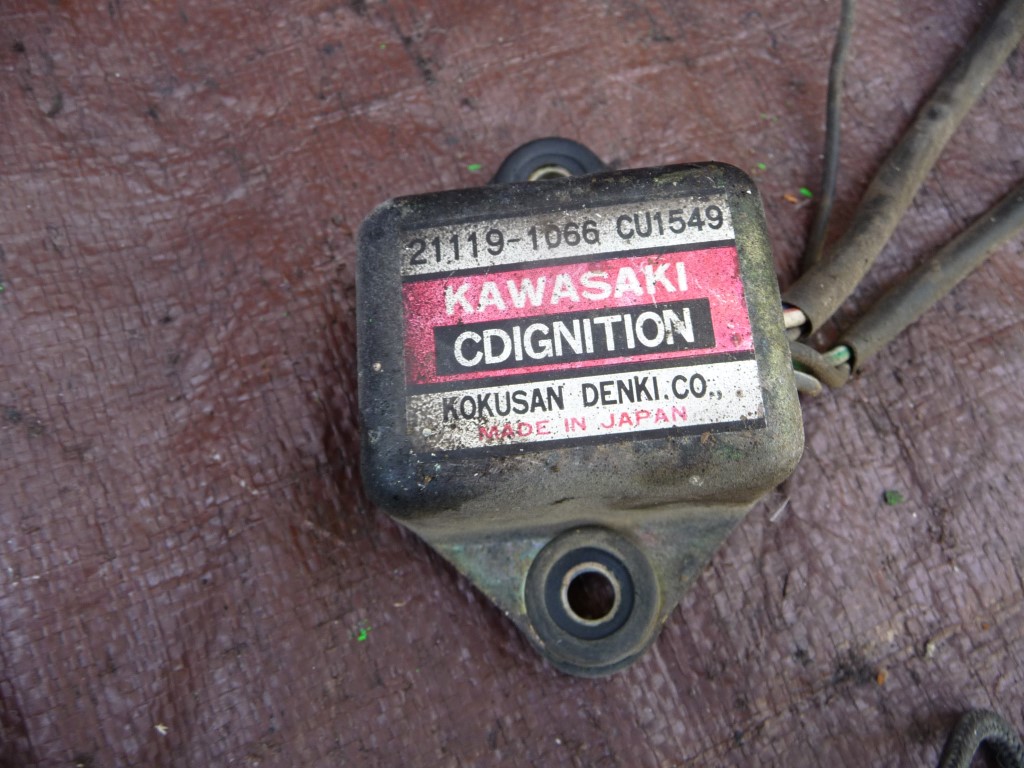 21119-1066 CU1549
KAWASAKI
CDIGNITION
KOKUSAN DENKI.CO.,
MADE IN JAPAN